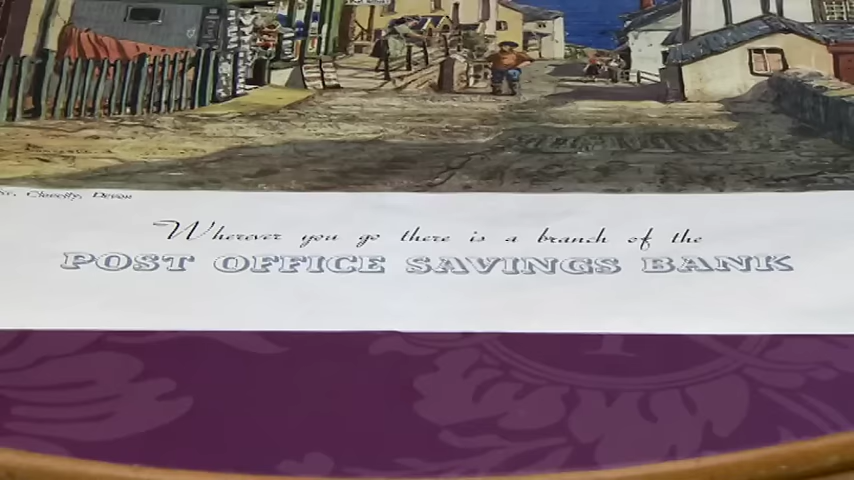 Clovelly, Devon
Wherever you go there is a branch of the
POST OFFICE SAVINGS BANK